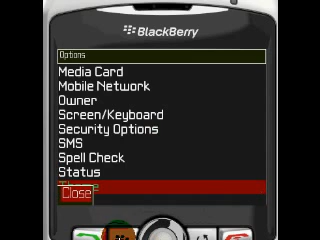 BlackBerry
Options
Media Card
Mobile Network
Owner
Screen/Keyboard
Security Options
SMS
Spell Check
Status
Close